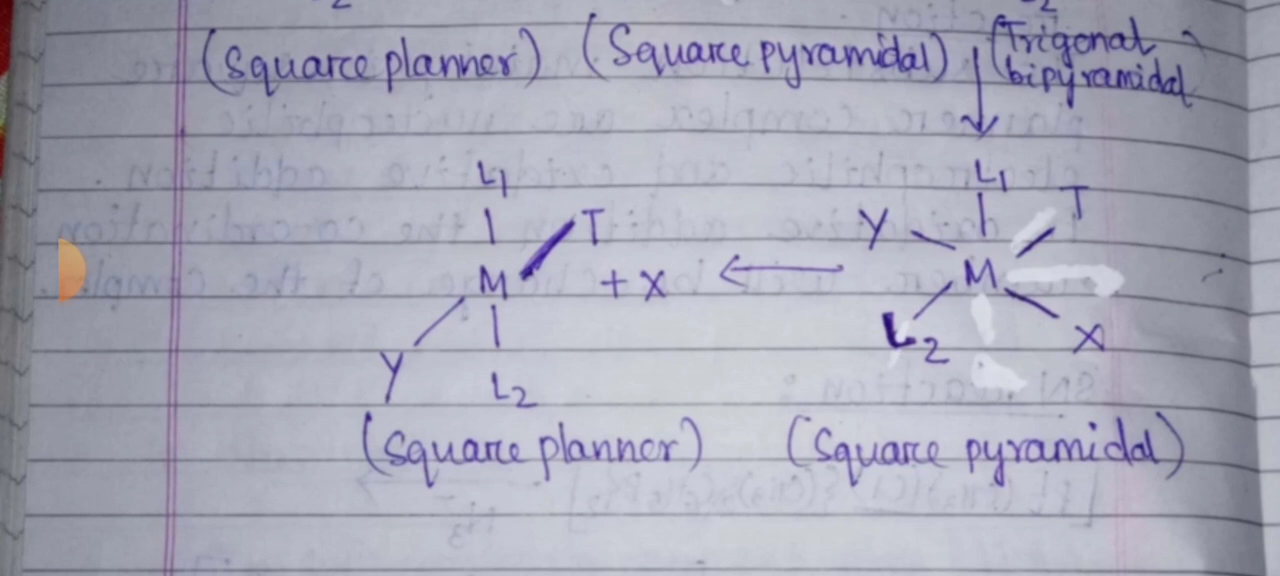 (Square planner) (Square pyramidal) (Trigonal
bipyramidal
L1 L1
T Y T
M + X M
Y L2 X
L2
(Square planner) (Square pyramidal)